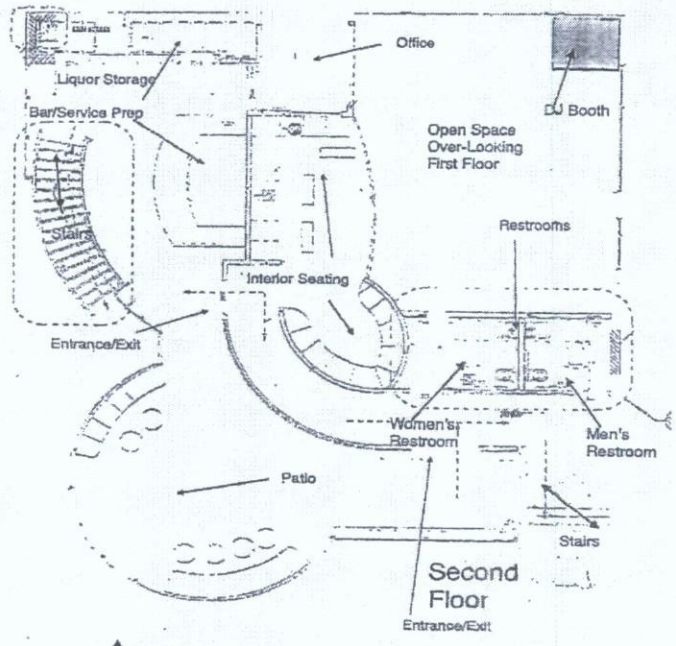 Office
Liquor Storage
DJ Booth
Bar/Service Prep
Open Space
Over-Looking
First Floor
Stairs
Restrooms
Interior Seating
Entrance/Exit
Women's
Restroom
Men's
Restroom
Patio
Stairs
Second
Floor
Entrance/Exit